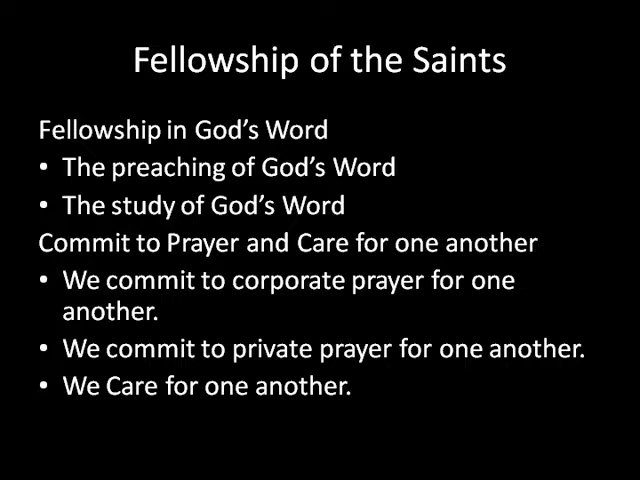 Fellowship of the Saints
Fellowship in God’s Word
• The preaching of God’s Word
• The study of God’s Word
Commit to Prayer and Care for one another
• We commit to corporate prayer for one
another.
• We commit to private prayer for one another.
• We Care for one another.